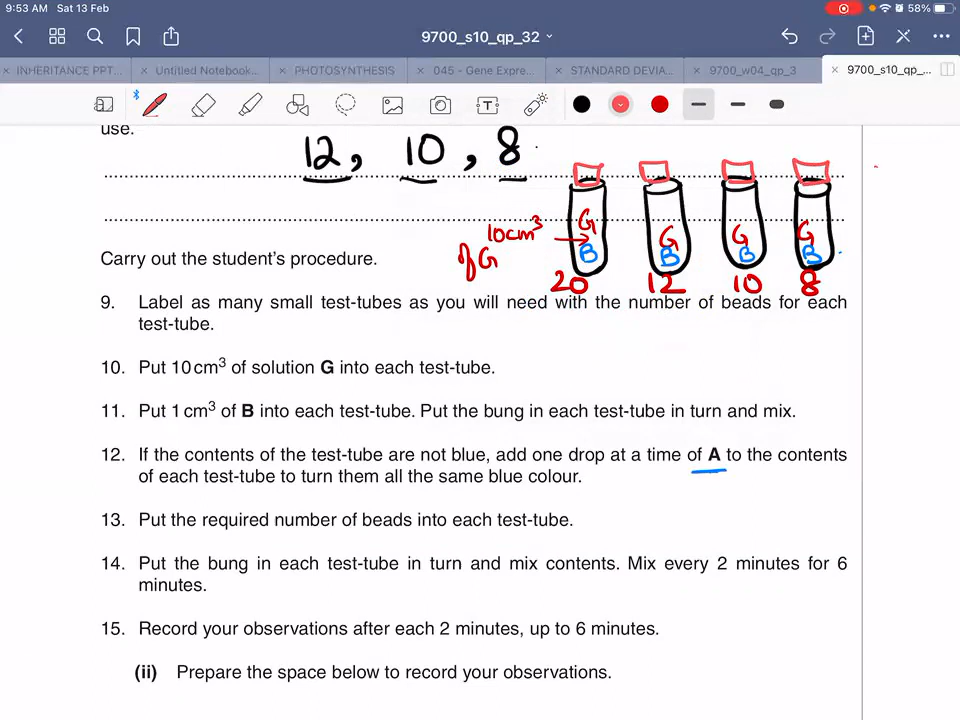 9:53 AM Sat 13 Feb
58%
9700_s10_qp_32
INHERITANCE PPT...
Untitled Notebook...
PHOTOSYNTHESIS
045 - Gene Expre...
STANDARD DEVIA...
9700_w04_qp_3
9700_s10_qp_...
use.
12, 10, 8
10cm³
of G
G G G G
B B B B
20 12 10 8
Carry out the student's procedure.
9. Label as many small test-tubes as you will need with the number of beads for each
test-tube.
10. Put 10 cm³ of solution G into each test-tube.
11. Put 1 cm³ of B into each test-tube. Put the bung in each test-tube in turn and mix.
12. If the contents of the test-tube are not blue, add one drop at a time of A to the contents
of each test-tube to turn them all the same blue colour.
13. Put the required number of beads into each test-tube.
14. Put the bung in each test-tube in turn and mix contents. Mix every 2 minutes for 6
minutes.
15. Record your observations after each 2 minutes, up to 6 minutes.
(ii) Prepare the space below to record your observations.